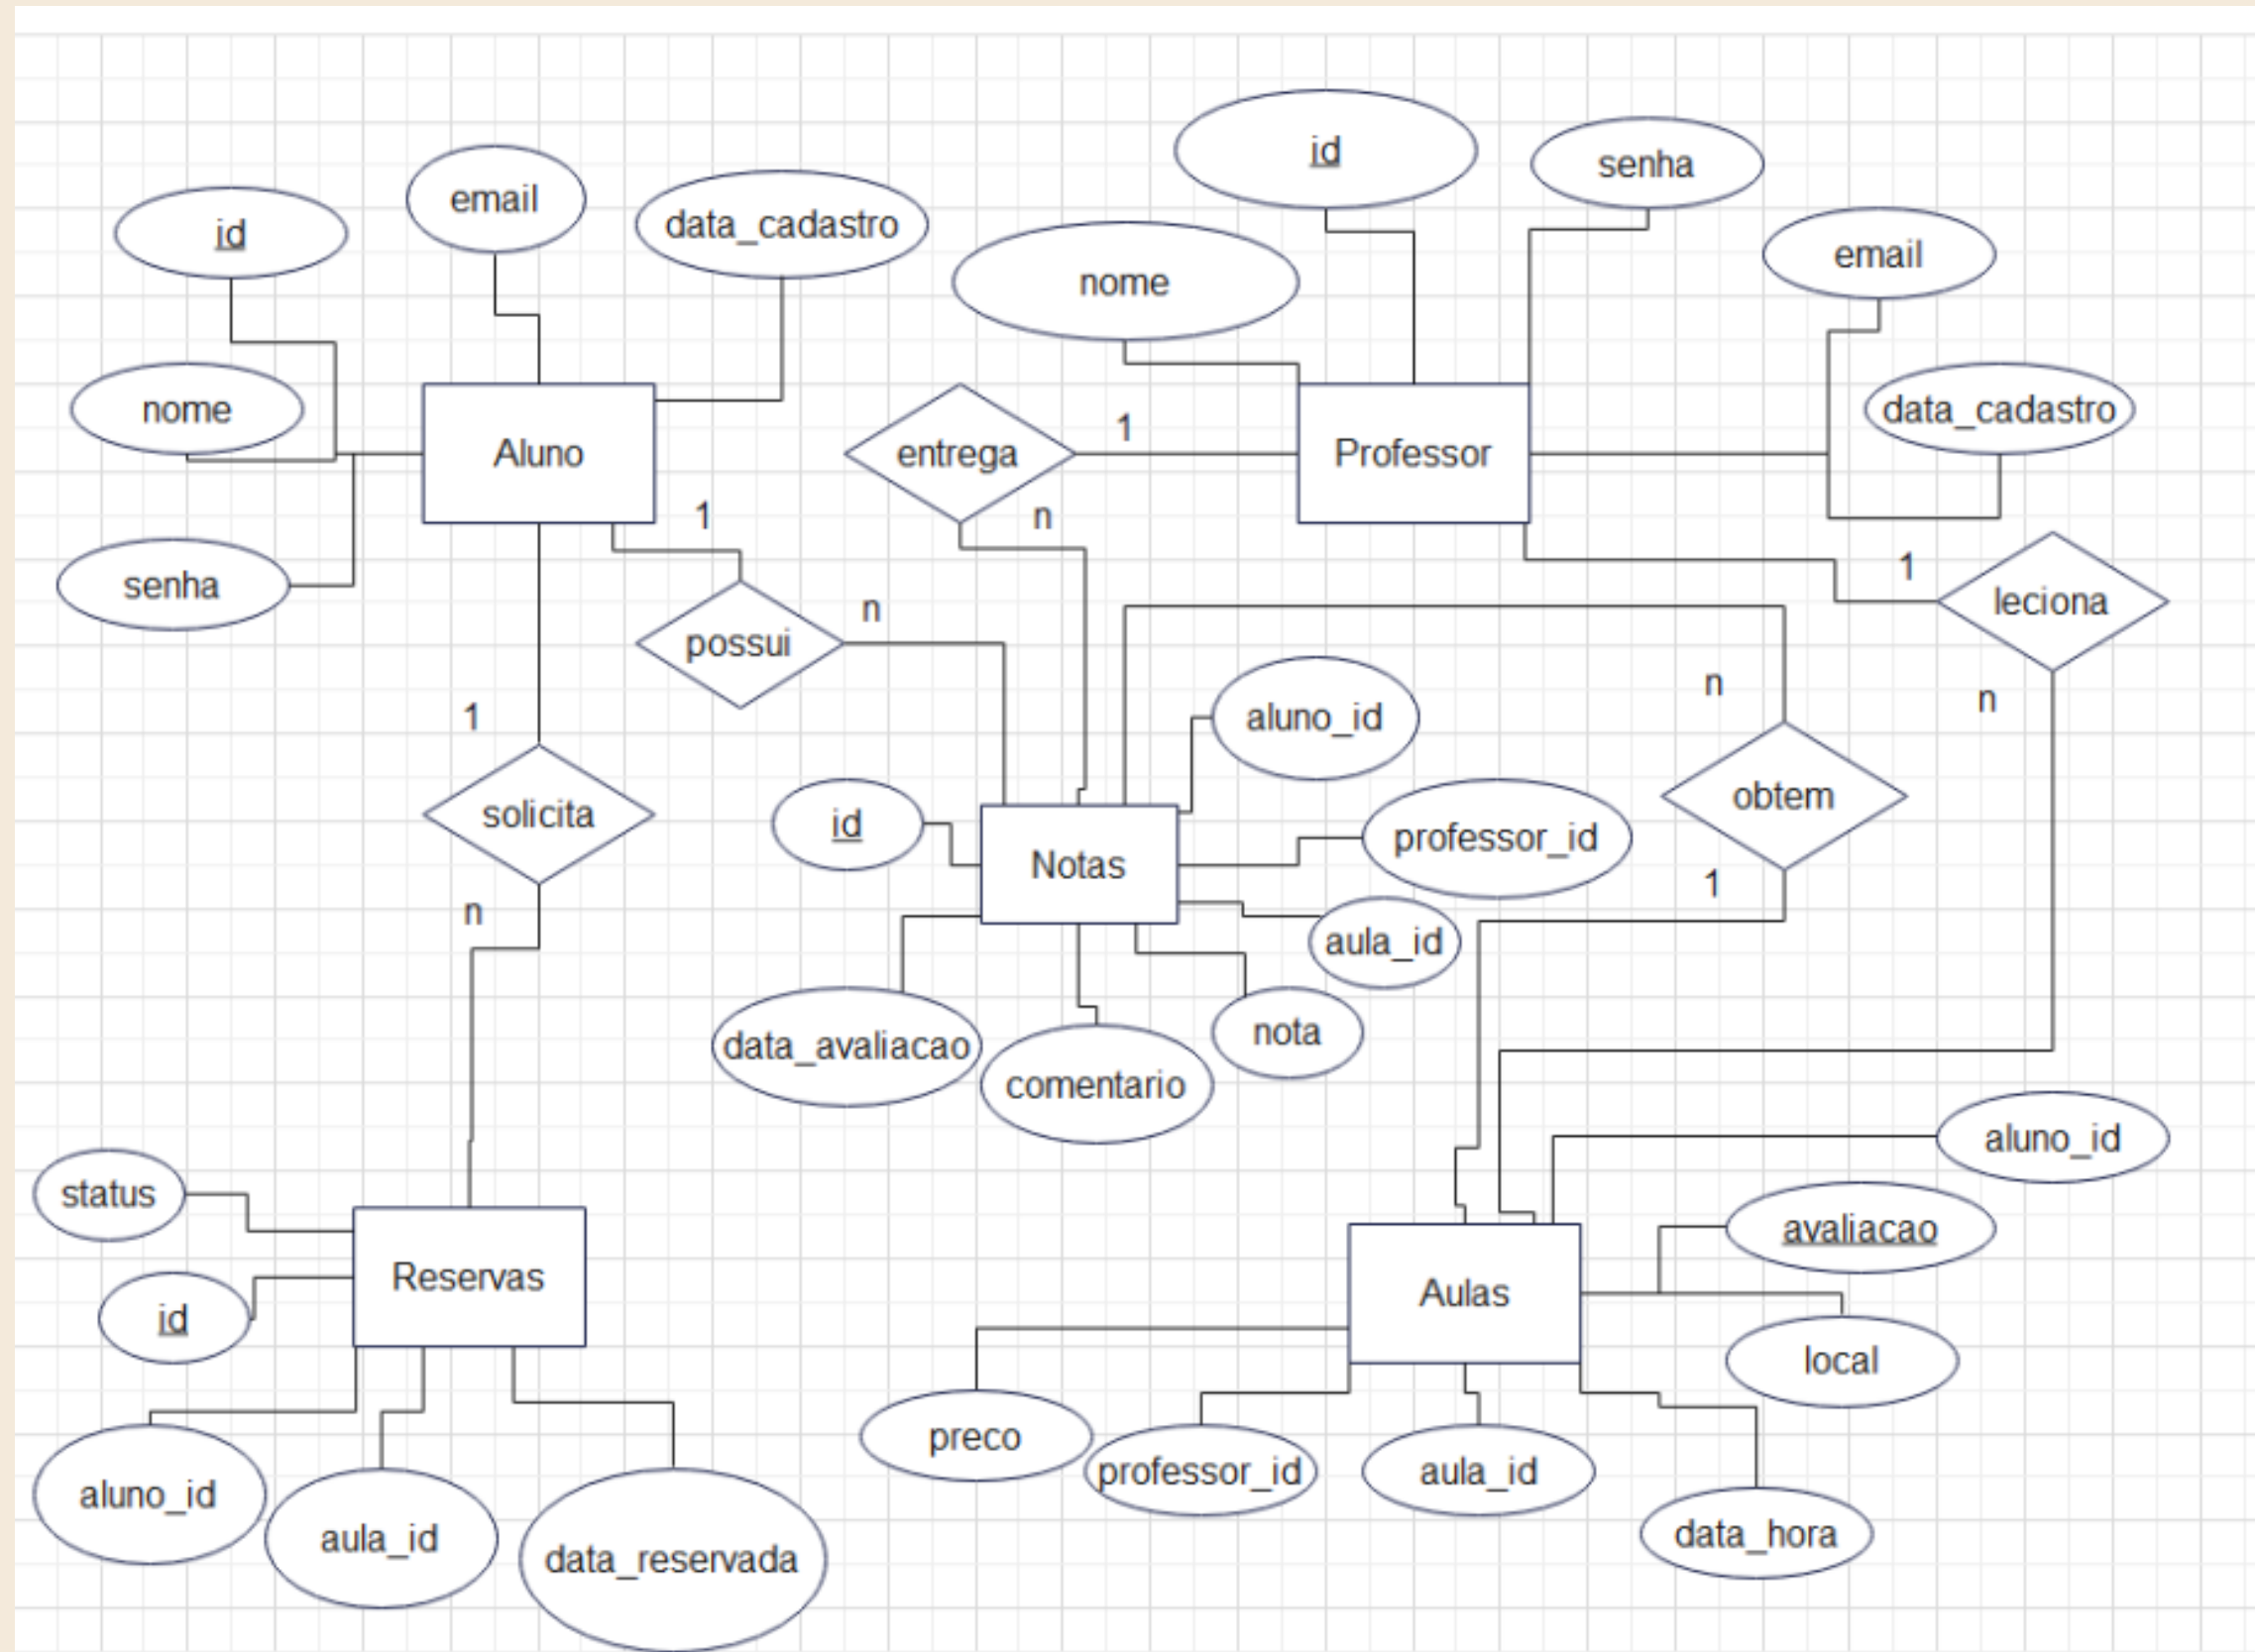 id
senha
email
id
data_cadastro
email
nome
nome
data_cadastro
1
Aluno
entrega
Professor
1
n
1
senha
leciona
n
possui
n
n
aluno_id
1
obtem
solicita
id
professor_id
Notas
1
n
aula_id
nota
data_avaliacao
comentario
aluno_id
status
avaliacao
Reservas
Aulas
id
local
preco
professor_id
aula_id
aluno_id
data_hora
aula_id
data_reservada